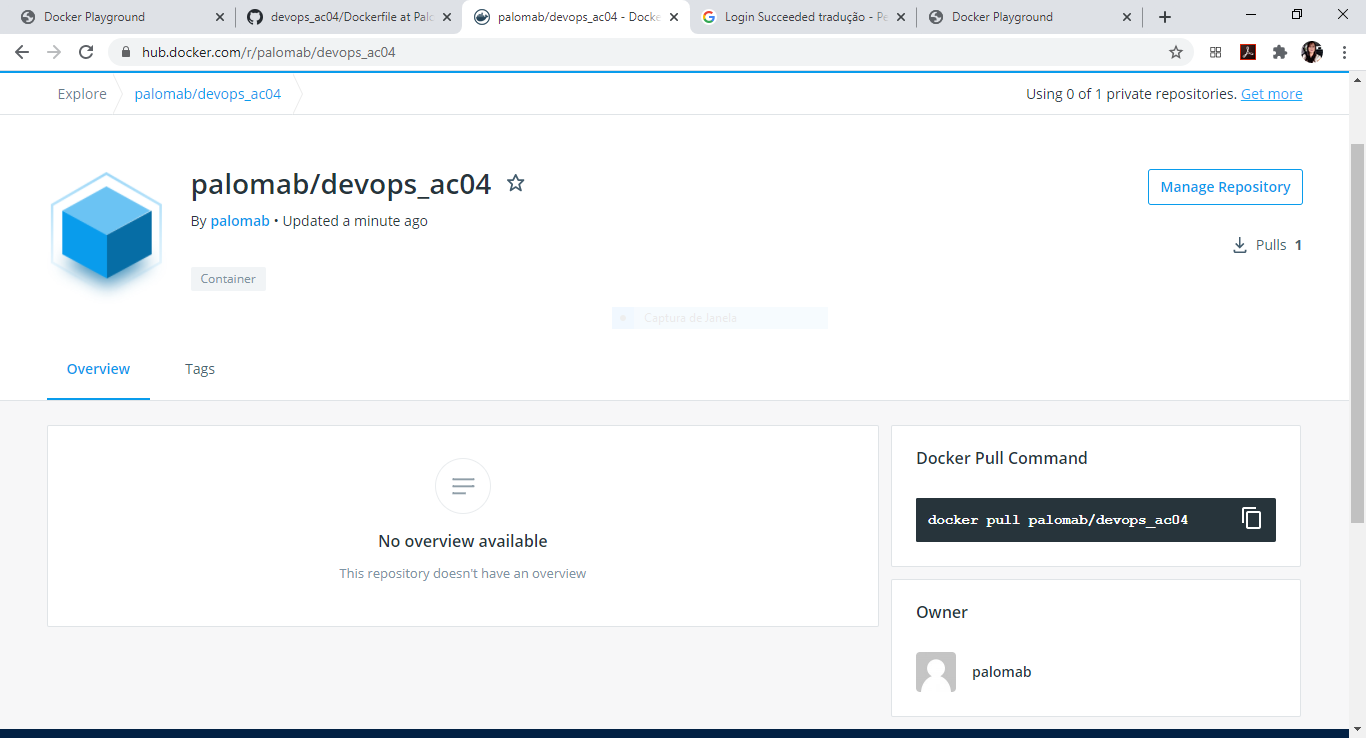 Docker Playground
devops_ac04/Dockerfile at Palo
palomab/devops_ac04 - Docke
Login Succeeded tradução - Pe
Docker Playground
hub.docker.com/r/palomab/devops_ac04
Explore
palomab/devops_ac04
Using 0 of 1 private repositories. Get more
palomab/devops_ac04
Manage Repository
By palomab • Updated a minute ago
Pulls 1
Container
Captura de Janela
Overview
Tags
No overview available
This repository doesn't have an overview
Docker Pull Command
docker pull palomab/devops_ac04
Owner
palomab